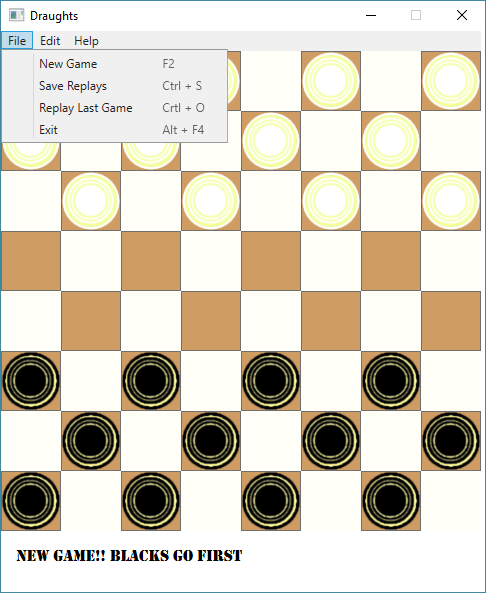 Draughts
File Edit Help
New Game F2
Save Replays Ctrl + S
Replay Last Game Crtl + O
Exit Alt + F4
NEW GAME!! BLACKS GO FIRST